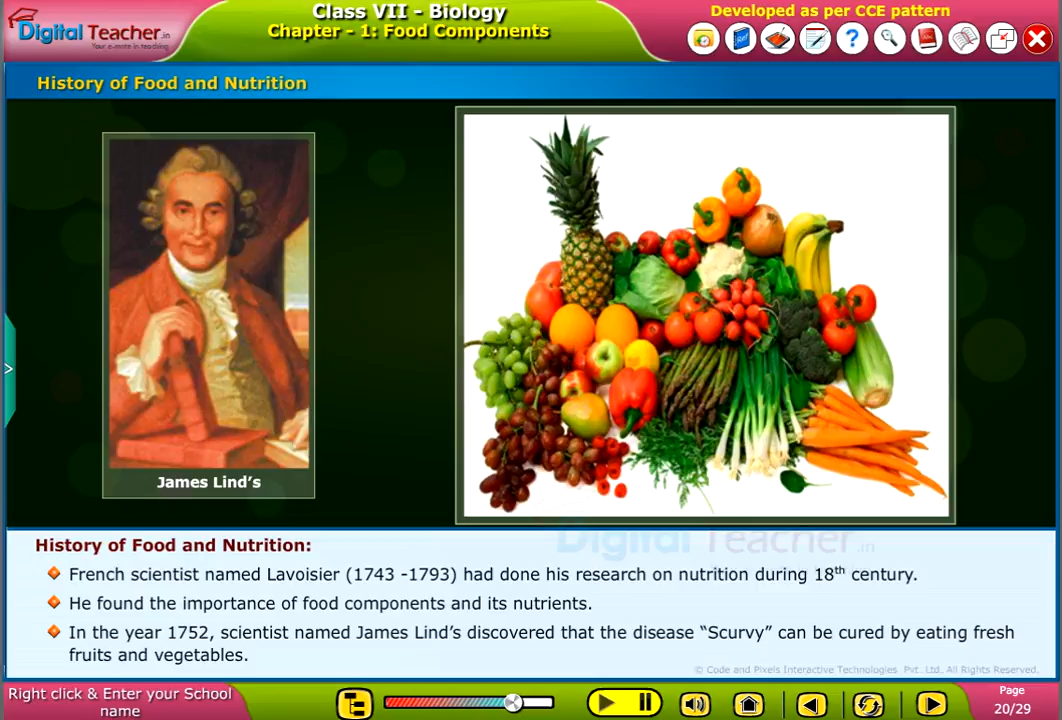 Digital Teacher.in
Your e-mate in teaching
Class VII - Biology
Chapter - 1: Food Components
Developed as per CCE pattern
Ref
?
History of Food and Nutrition
>
James Lind's
Digital Teacher.in
History of Food and Nutrition:
French scientist named Lavoisier (1743 -1793) had done his research on nutrition during 18th century.
He found the importance of food components and its nutrients.
In the year 1752, scientist named James Lind's discovered that the disease “Scurvy” can be cured by eating fresh
fruits and vegetables.
© Code and Pixels Interactive Technologies. Pvt., Ltd., All Rights Reserved.
Right click & Enter your School
name
Page
20/29